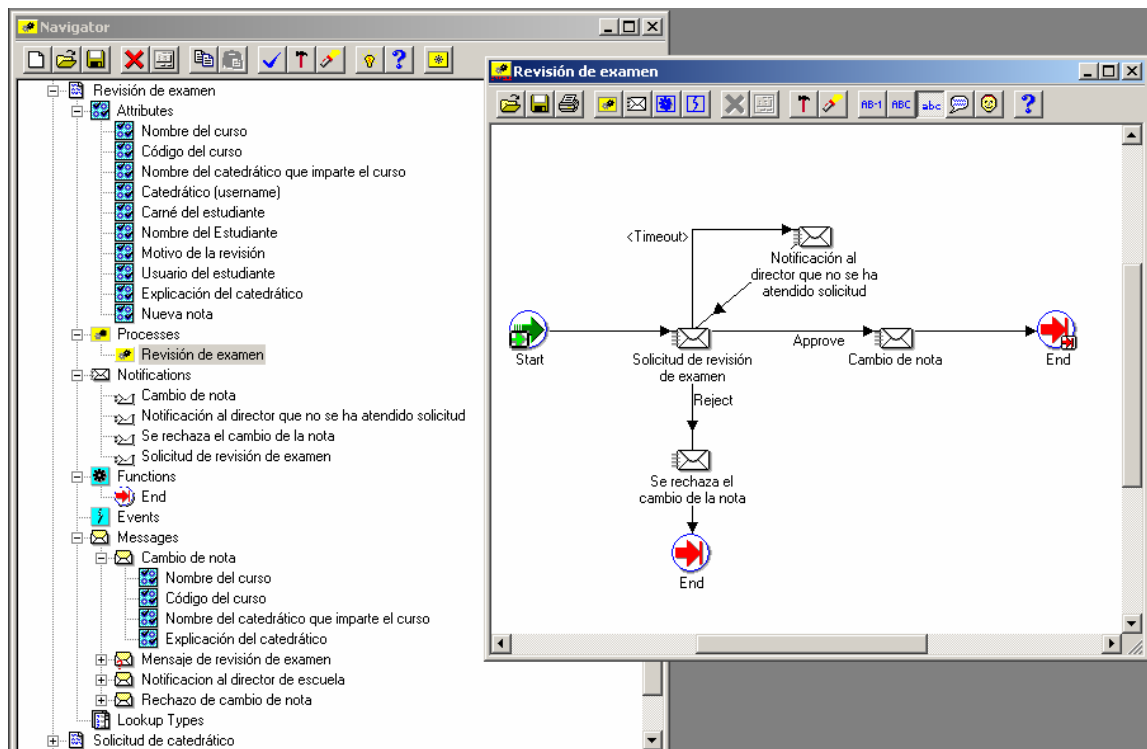 Navigator
Revisión de examen
Attributes
Nombre del curso
Código del curso
Nombre del catedrático que imparte el curso
Catedrático (username)
Carné del estudiante
Nombre del Estudiante
Motivo de la revisión
Usuario del estudiante
Explicación del catedrático
Nueva nota
Processes
Revisión de examen
Notifications
Cambio de nota
Notificación al director que no se ha atendido solicitud
Se rechaza el cambio de la nota
Solicitud de revisión de examen
Functions
End
Events
Messages
Cambio de nota
Nombre del curso
Código del curso
Nombre del catedrático que imparte el curso
Explicación del catedrático
Mensaje de revisión de examen
Notificacion al director de escuela
Rechazo de cambio de nota
Lookup Types
Solicitud de catedrático
Revisión de examen
AB-1 ABC abc
<Timeout>
Notificación al
director que no se ha
atendido solicitud
Start
Solicitud de revisión
de examen
Approve
Cambio de nota
End
Reject
Se rechaza el
cambio de la nota
End